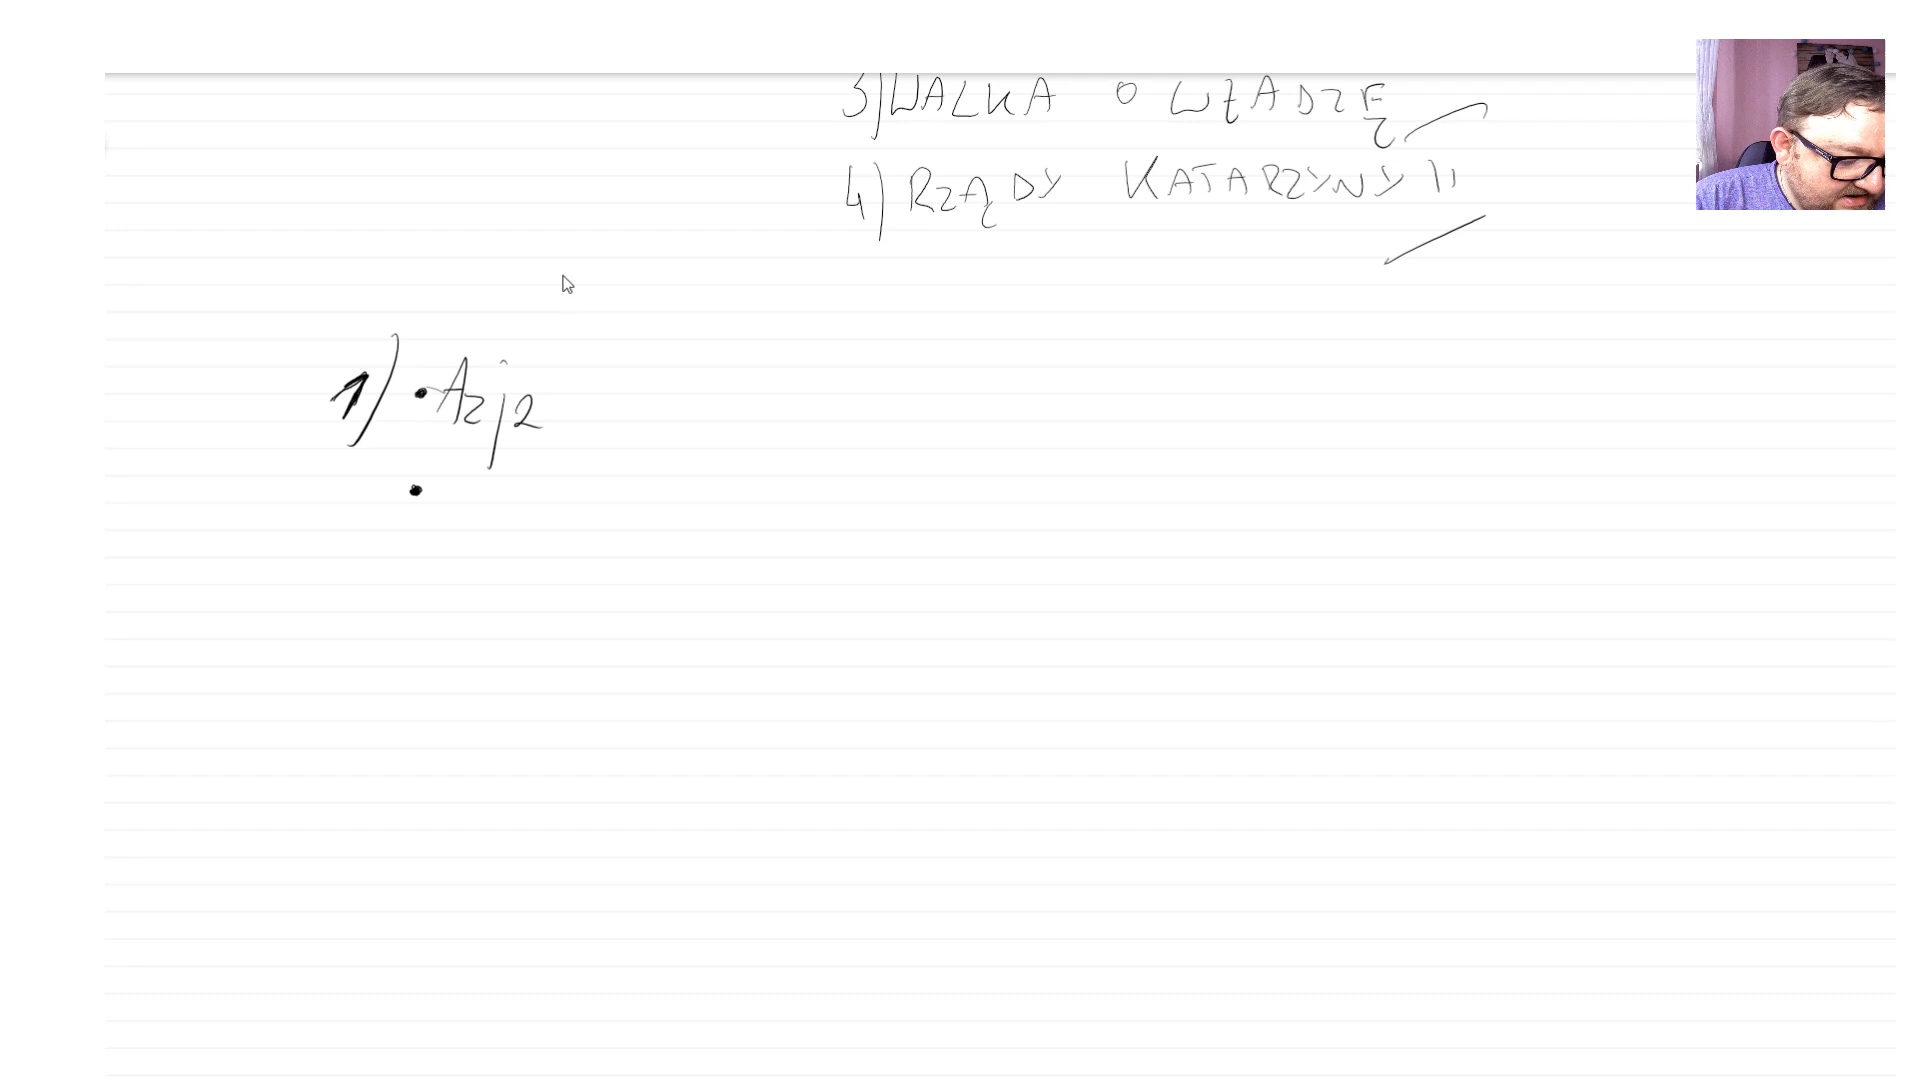 3) WALKA O WŁADZĘ
4) RZĄDY KATARZYNY II
1) • Azja
•